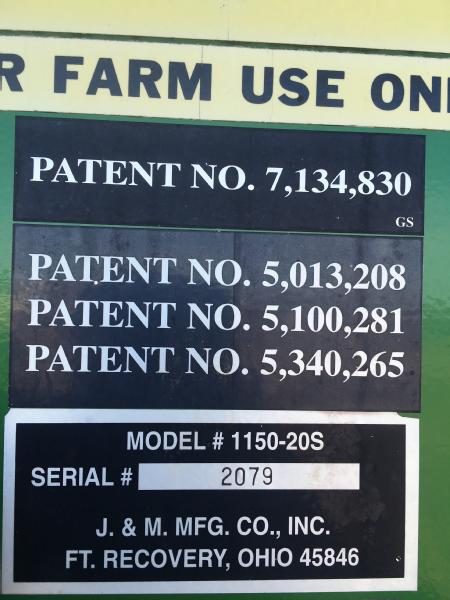 R FARM USE ON
PATENT NO. 7,134,830
GS
PATENT NO. 5,013,208
PATENT NO. 5,100,281
PATENT NO. 5,340,265
MODEL # 1150-20S
SERIAL # 2079
J. & M. MFG. CO., INC.
FT. RECOVERY, OHIO 45846